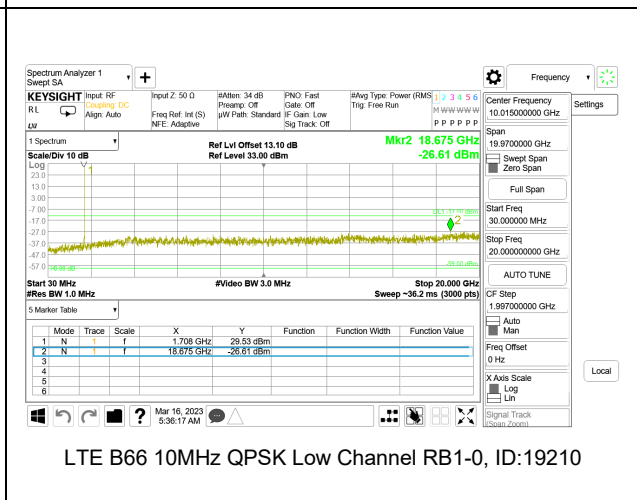 Spectrum Analyzer 1
Swept SA
Frequency
Settings
KEYSIGHT
RL
LXI
Input: RF
Coupling: DC
Align: Auto
Input Z: 50 Ω
Freq Ref: Int (S)
NFE: Adaptive
#Atten: 34 dB
Preamp: Off
µW Path: Standard
PNO: Fast
Gate: Off
IF Gain: Low
Sig Track: Off
#Avg Type: Power (RMS
Trig: Free Run
1 2 3 4 5 6
M W W W W W
P P P P P P
1 Spectrum
Scale/Div 10 dB
Log
Ref Lvl Offset 13.10 dB
Ref Level 33.00 dBm
Mkr2 18.675 GHz
-26.61 dBm
23.0
13.0
3.00
-7.00
-17.0
-27.0
-37.0
-47.0
-57.0
2
Start 30 MHz
#Res BW 1.0 MHz
#Video BW 3.0 MHz
Stop 20.000 GHz
Sweep ~36.2 ms (3000 pts)
5 Marker Table
Mode Trace Scale X Y Function Function Width Function Value
1 N 1 f 1.708 GHz 29.53 dBm
2 N 1 f 18.675 GHz -26.61 dBm
3
4
5
6
Mar 16, 2023
5:36:17 AM
Center Frequency
10.015000000 GHz
Span
19.9700000 GHz
Swept Span
Zero Span
Full Span
Start Freq
30.000000 MHz
Stop Freq
20.000000000 GHz
AUTO TUNE
CF Step
1.997000000 GHz
Auto
Man
Freq Offset
0 Hz
X Axis Scale
Log
Lin
Signal Track
(Span Zoom)
Local
LTE B66 10MHz QPSK Low Channel RB1-0, ID:19210